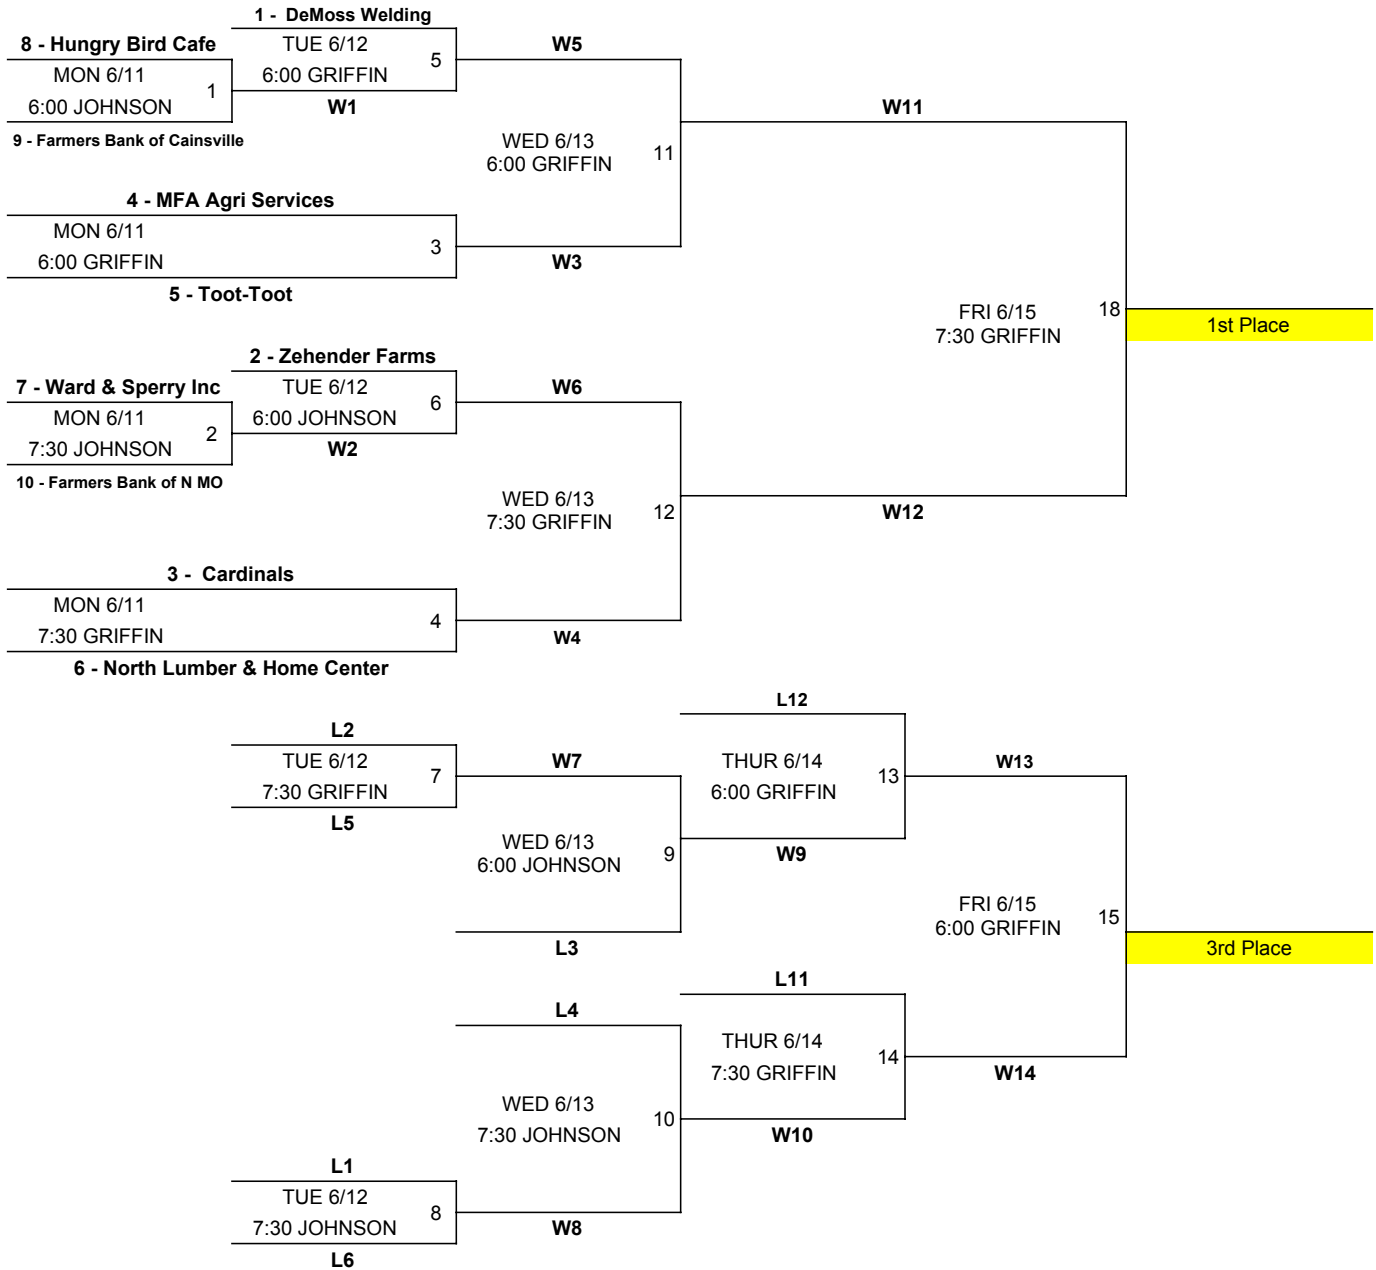 1 - DeMoss Welding
8 - Hungry Bird Cafe
TUE 6/12
W5
MON 6/11
6:00 GRIFFIN
5
1
6:00 JOHNSON
W1
W11
9 - Farmers Bank of Cainsville
WED 6/13
6:00 GRIFFIN
11
4 - MFA Agri Services
MON 6/11
6:00 GRIFFIN
3
W3
5 - Toot-Toot
FRI 6/15
7:30 GRIFFIN
18
1st Place
2 - Zehender Farms
7 - Ward & Sperry Inc
TUE 6/12
W6
MON 6/11
6:00 JOHNSON
6
2
7:30 JOHNSON
W2
10 - Farmers Bank of N MO
WED 6/13
7:30 GRIFFIN
12
W12
3 - Cardinals
MON 6/11
7:30 GRIFFIN
4
W4
6 - North Lumber & Home Center
L12
L2
TUE 6/12
7:30 GRIFFIN
7
W7
THUR 6/14
6:00 GRIFFIN
13
W13
L5
WED 6/13
6:00 JOHNSON
9
W9
FRI 6/15
6:00 GRIFFIN
15
L3
3rd Place
L11
L4
THUR 6/14
7:30 GRIFFIN
14
W14
WED 6/13
7:30 JOHNSON
10
W10
L1
TUE 6/12
7:30 JOHNSON
8
W8
L6